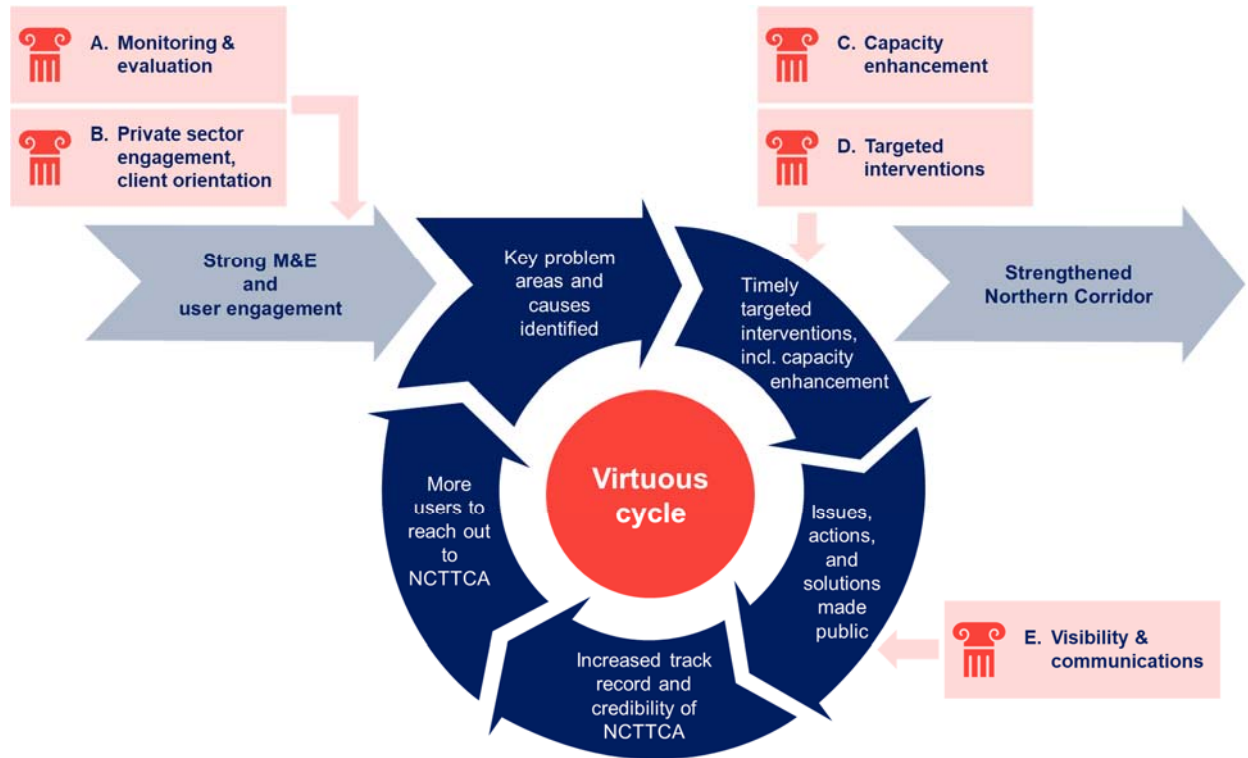 A. Monitoring &
evaluation
B. Private sector
engagement,
client orientation
C. Capacity
enhancement
D. Targeted
interventions
Strong M&E
and
user engagement
Key problem
areas and
causes
identified
Timely
targeted
interventions,
incl. capacity
enhancement
Strengthened
Northern Corridor
Virtuous
cycle
More
users to
reach out
to
NCTTCA
Issues,
actions,
and
solutions
made
public
Increased track
record and
credibility of
NCTTCA
E. Visibility &
communications